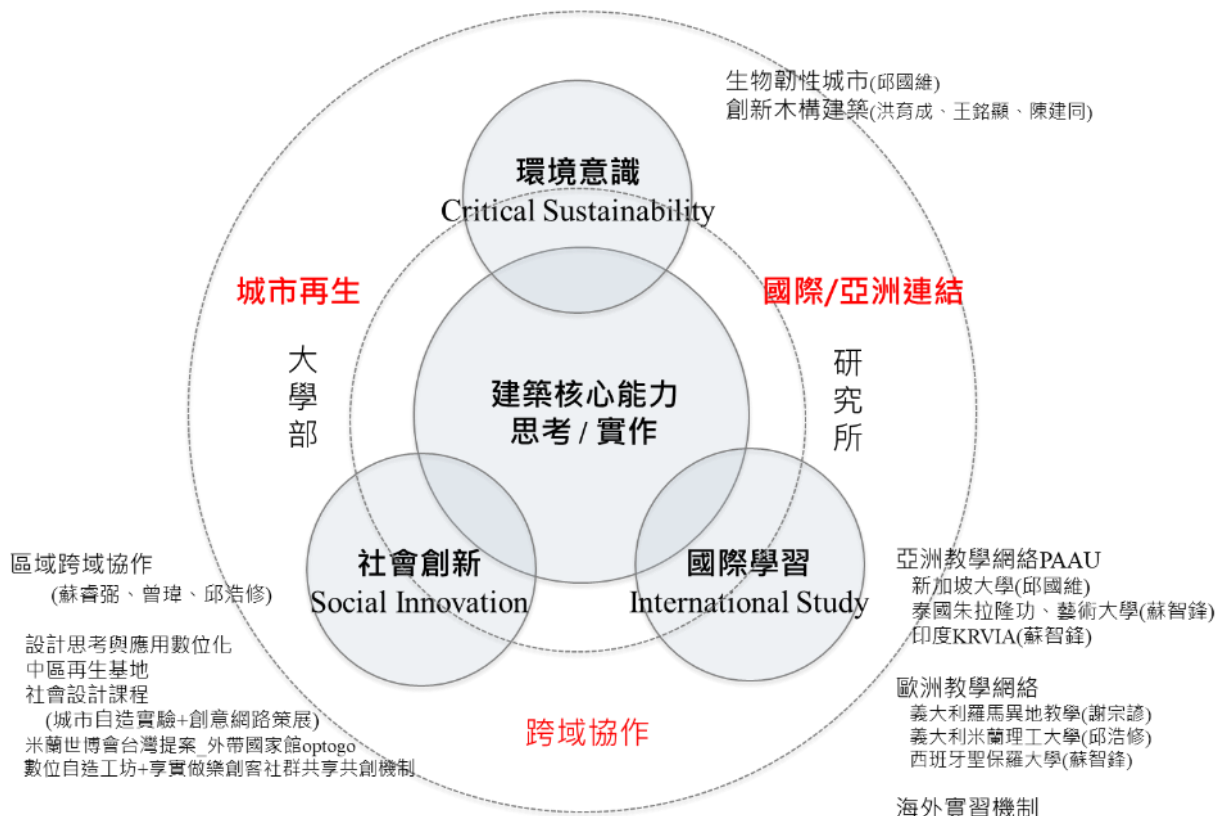 生物韌性城市(邱國維)
創新木構建築(洪育成、王銘顯、陳建同)
環境意識
Critical Sustainability
城市再生
國際/亞洲連結
大學部
研究所
建築核心能力
思考 / 實作
社會創新
Social Innovation
國際學習
International Study
區域跨域協作
(蘇睿弼、曾瑋、邱浩修)
設計思考與應用數位化
中區再生基地
社會設計課程
(城市自造實驗+創意網路策展)
米蘭世博會台灣提案_外帶國家館optogo
數位自造工坊+享實做樂創客社群共享共創機制
跨域協作
亞洲教學網絡PAAU
新加坡大學(邱國維)
泰國朱拉隆功、藝術大學(蘇智鋒)
印度KRVIA(蘇智鋒)
歐洲教學網絡
義大利羅馬異地教學(謝宗諺)
義大利米蘭理工大學(邱浩修)
西班牙聖保羅大學(蘇智鋒)
海外實習機制